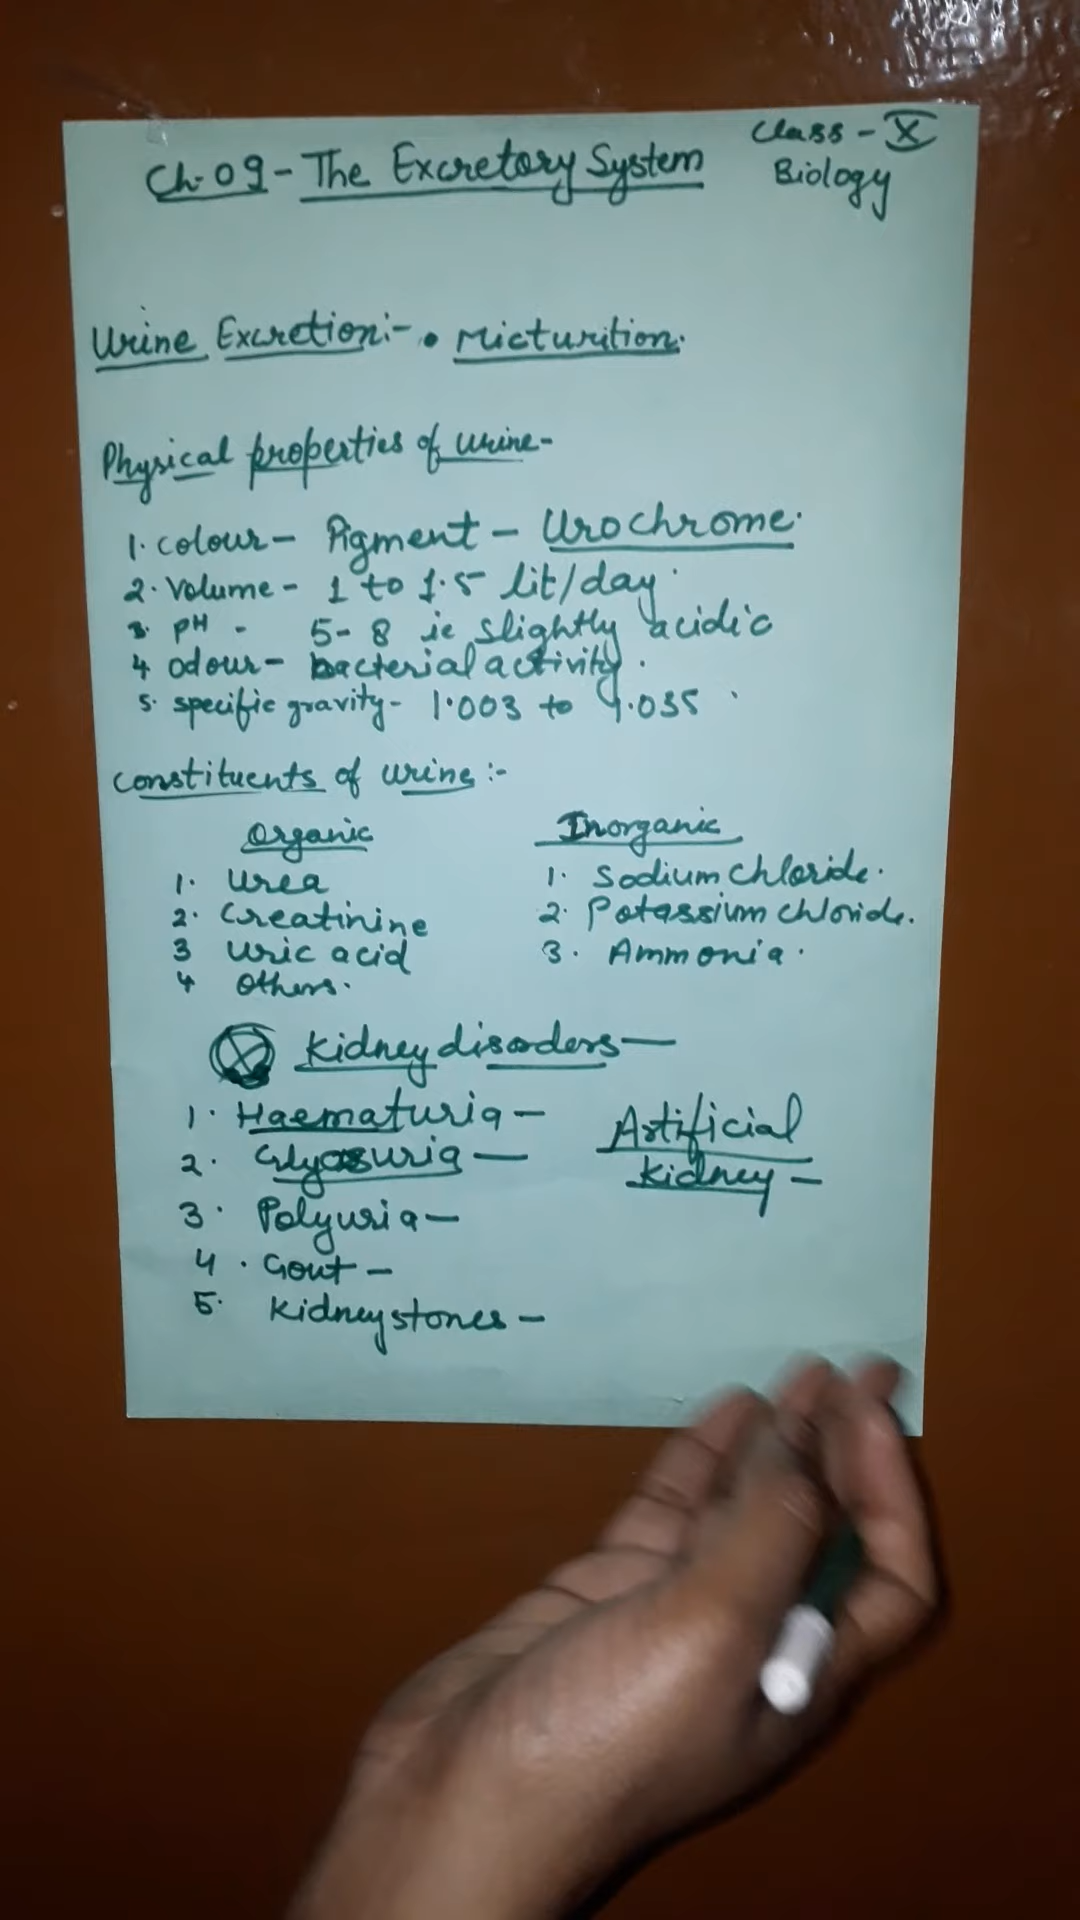 Ch-09-The Excretory System
Class-X
Biology
Urine Excretion:- • Micturition.
Physical properties of urine-
1. colour- Pigment - Urochrome.
2. Volume - 1 to 1.5 lit/day.
3. pH - 5-8 ie slightly acidic
4 odour- bacterial activity.
5. specific gravity- 1.003 to 1.035
constituents of urine:-
Organic
1. Urea
2. Creatinine
3 Uric acid
4 Others.
Inorganic
1. Sodium chloride.
2. Potassium chloride.
3. Ammonia.
Kidney disorders-
1. Haematuria-
2. Glyosuria-
3. Polyuria-
4. Gout-
5. Kidney stones-
Artificial
Kidney-